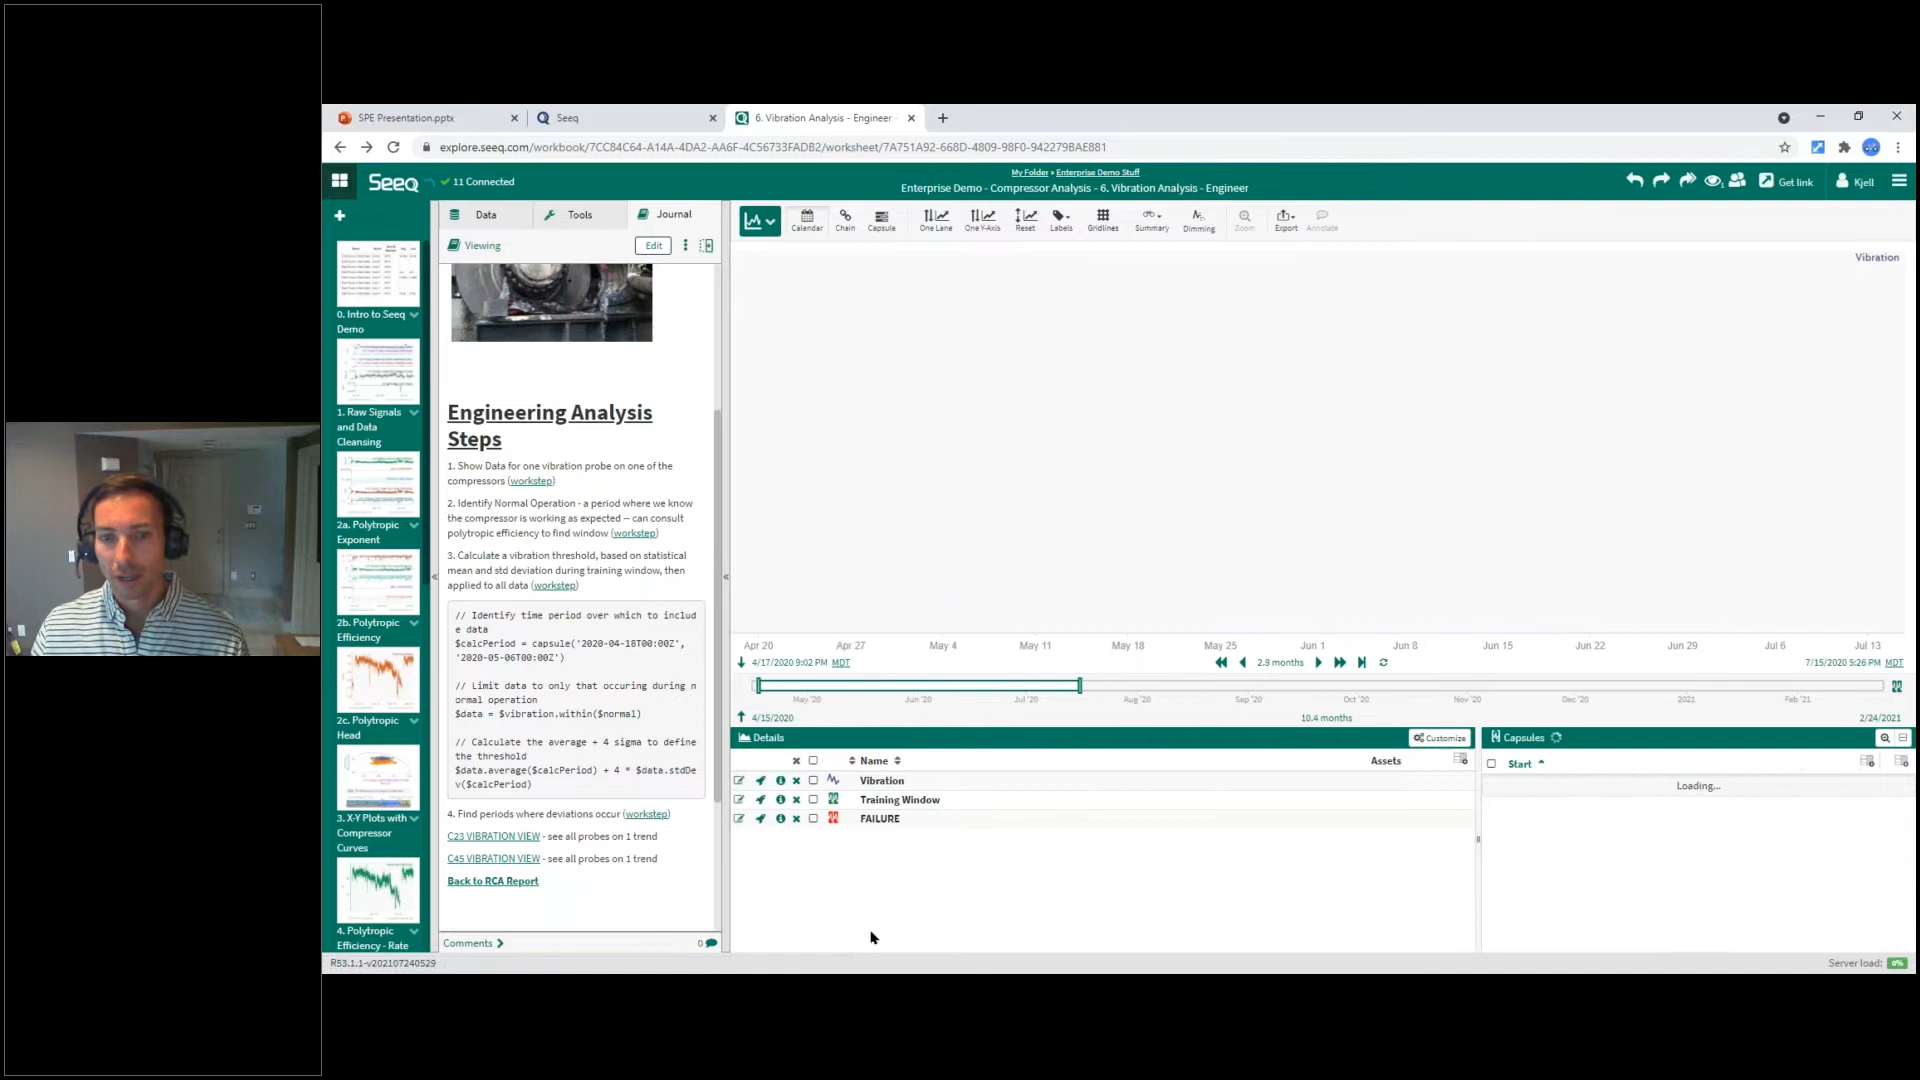 SPE Presentation.pptx
Seeq
6. Vibration Analysis - Engineer
explore.seeq.com/workbook/7CC84C64-A14A-4DA2-AA6F-4C56733FADB2/worksheet/7A751A92-668D-4809-98F0-942279BAE881
Seeq
11 Connected
My Folder » Enterprise Demo Stuff
Enterprise Demo - Compressor Analysis - 6. Vibration Analysis - Engineer
Get link
Kjell
0. Intro to Seeq
Demo
1. Raw Signals
and Data
Cleansing
2a. Polytropic
Exponent
2b. Polytropic
Efficiency
2c. Polytropic
Head
3. X-Y Plots with
Compressor
Curves
4. Polytropic
Efficiency - Rate
Data
Tools
Journal
Viewing
Edit
Engineering Analysis
Steps
1. Show Data for one vibration probe on one of the
compressors (workstep)
2. Identify Normal Operation - a period where we know
the compressor is working as expected -- can consult
polytropic efficiency to find window (workstep)
3. Calculate a vibration threshold, based on statistical
mean and std deviation during training window, then
applied to all data (workstep)
// Identify time period over which to includ
e data
$calcPeriod = capsule('2020-04-18T00:00Z',
'2020-05-06T00:00Z')
// Limit data to only that occuring during n
ormal operation
$data = $vibration.within($normal)
// Calculate the average + 4 sigma to define
the threshold
$data.average($calcPeriod) + 4 * $data.stdDe
v($calcPeriod)
4. Find periods where deviations occur (workstep)
C23 VIBRATION VIEW - see all probes on 1 trend
C45 VIBRATION VIEW - see all probes on 1 trend
Back to RCA Report
Comments
0
Calendar
Chain
Capsule
One Lane
One Y-Axis
Reset
Labels
Gridlines
Summary
Dimming
Zoom
Export
Annotate
Vibration
Apr 20
Apr 27
May 4
May 11
May 18
May 25
Jun 1
Jun 8
Jun 15
Jun 22
Jun 29
Jul 6
Jul 13
4/17/2020 9:02 PM MDT
2.9 months
7/15/2020 5:26 PM MDT
May '20
Jun '20
Jul '20
Aug '20
Sep '20
Oct '20
Nov '20
Dec '20
2021
Feb '21
4/15/2020
10.4 months
2/24/2021
Details
Customize
Name
Assets
Vibration
Training Window
FAILURE
Capsules
Start
Loading...
R53.1.1-v202107240529
Server load: 0%